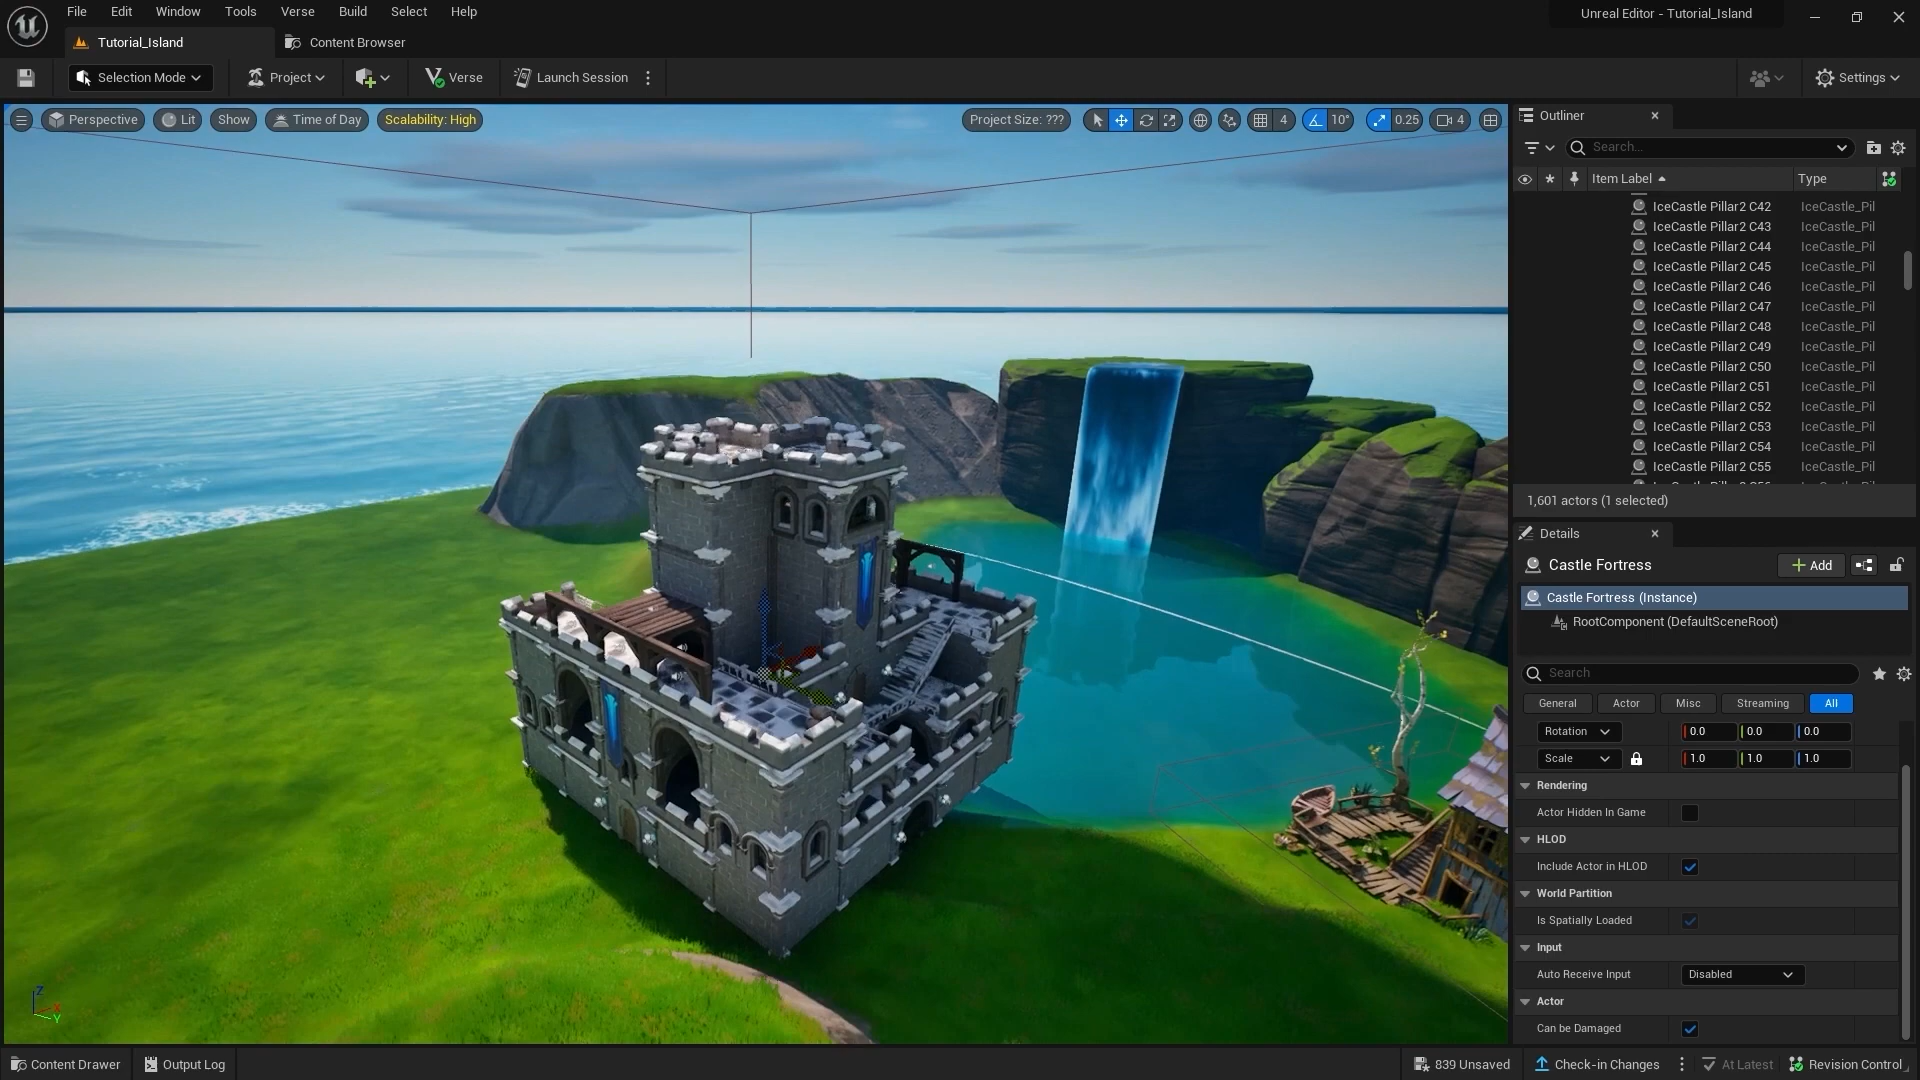 File Edit Window Tools Verse Build Select Help
Unreal Editor - Tutorial_Island
Tutorial_Island
Content Browser
Selection Mode
Project
Verse
Launch Session
Settings
Perspective
Lit
Show
Time of Day
Scalability: High
Project Size: ???
4
10°
0.25
4
Outliner
Search...
Item Label
Type
IceCastle Pillar2 C42 IceCastle_Pil
IceCastle Pillar2 C43 IceCastle_Pil
IceCastle Pillar2 C44 IceCastle_Pil
IceCastle Pillar2 C45 IceCastle_Pil
IceCastle Pillar2 C46 IceCastle_Pil
IceCastle Pillar2 C47 IceCastle_Pil
IceCastle Pillar2 C48 IceCastle_Pil
IceCastle Pillar2 C49 IceCastle_Pil
IceCastle Pillar2 C50 IceCastle_Pil
IceCastle Pillar2 C51 IceCastle_Pil
IceCastle Pillar2 C52 IceCastle_Pil
IceCastle Pillar2 C53 IceCastle_Pil
IceCastle Pillar2 C54 IceCastle_Pil
IceCastle Pillar2 C55 IceCastle_Pil
1,601 actors (1 selected)
Details
Castle Fortress
Add
Castle Fortress (Instance)
RootComponent (DefaultSceneRoot)
Search
General
Actor
Misc
Streaming
All
Rotation 0.0 0.0 0.0
Scale 1.0 1.0 1.0
Rendering
Actor Hidden In Game
HLOD
Include Actor in HLOD
World Partition
Is Spatially Loaded
Input
Auto Receive Input Disabled
Actor
Can be Damaged
Z
X
Y
Content Drawer
Output Log
839 Unsaved
Check-in Changes
At Latest
Revision Control